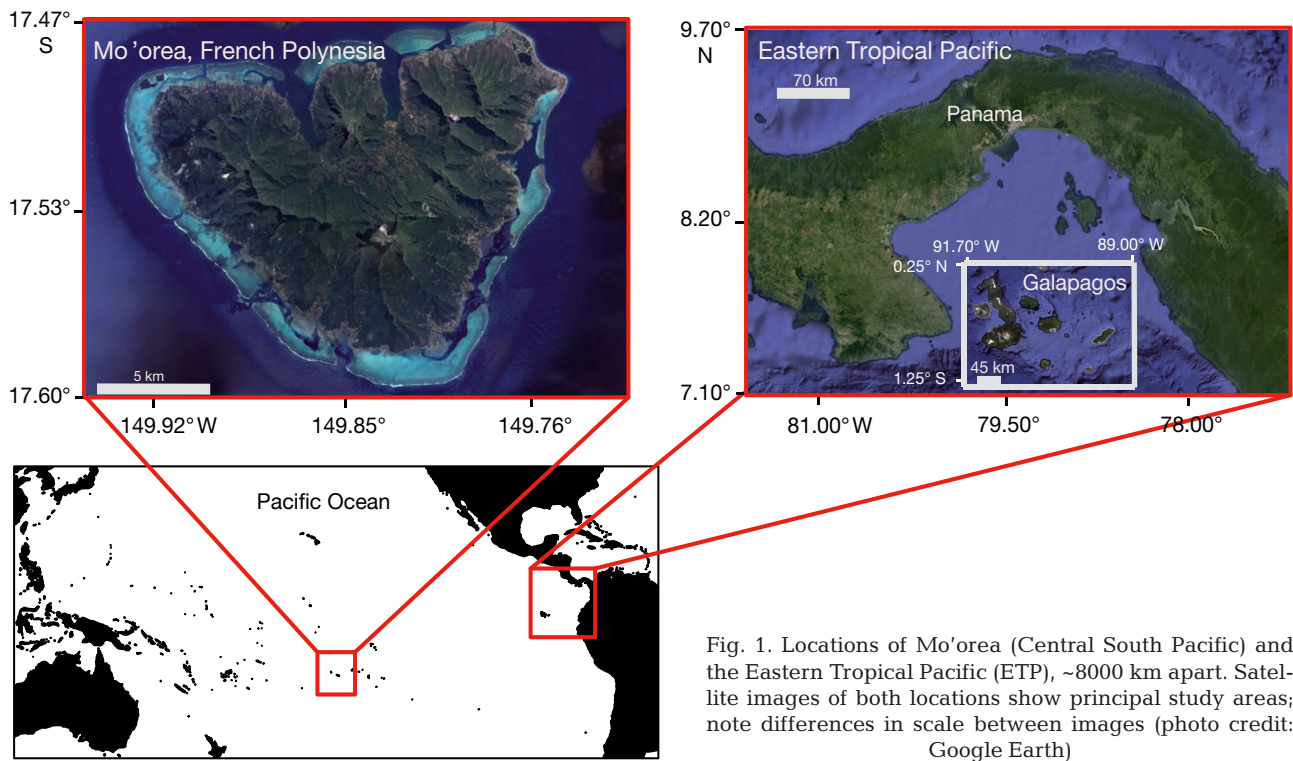 17.47°
S
17.53°
17.60°
Mo 'orea, French Polynesia
5 km
149.92° W
149.85°
149.76°
9.70°
N
8.20°
7.10°
Eastern Tropical Pacific
70 km
Panama
91.70° W
89.00° W
0.25° N
Galapagos
1.25° S
45 km
81.00° W
79.50°
78.00°
Pacific Ocean
Fig. 1. Locations of Mo'orea (Central South Pacific) and
the Eastern Tropical Pacific (ETP), ~8000 km apart. Satel-
lite images of both locations show principal study areas;
note differences in scale between images (photo credit:
Google Earth)